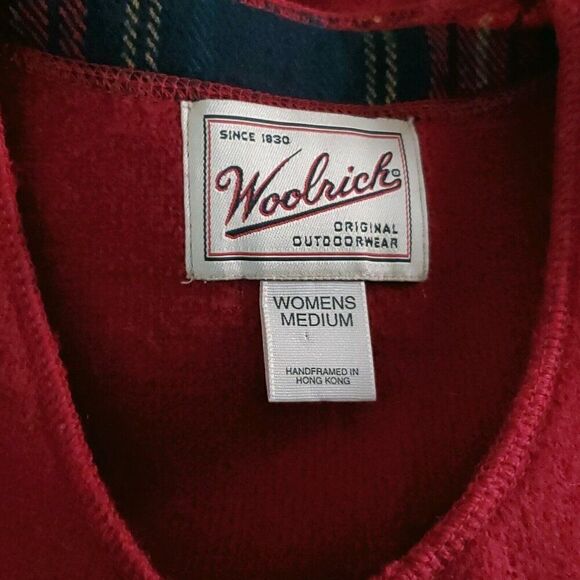 SINCE 1830
Woolrich®
ORIGINAL
OUTDOORWEAR
WOMENS
MEDIUM
HANDFRAMED IN
HONG KONG